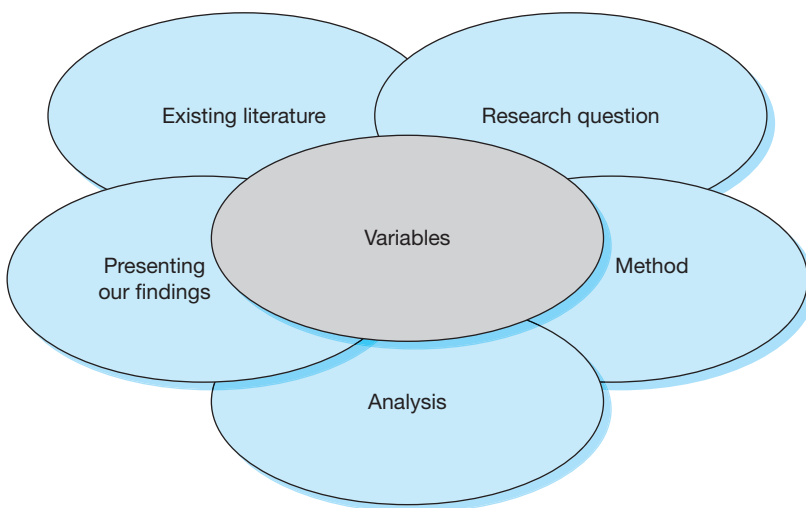 Existing literature
Research question
Variables
Presenting
our findings
Method
Analysis